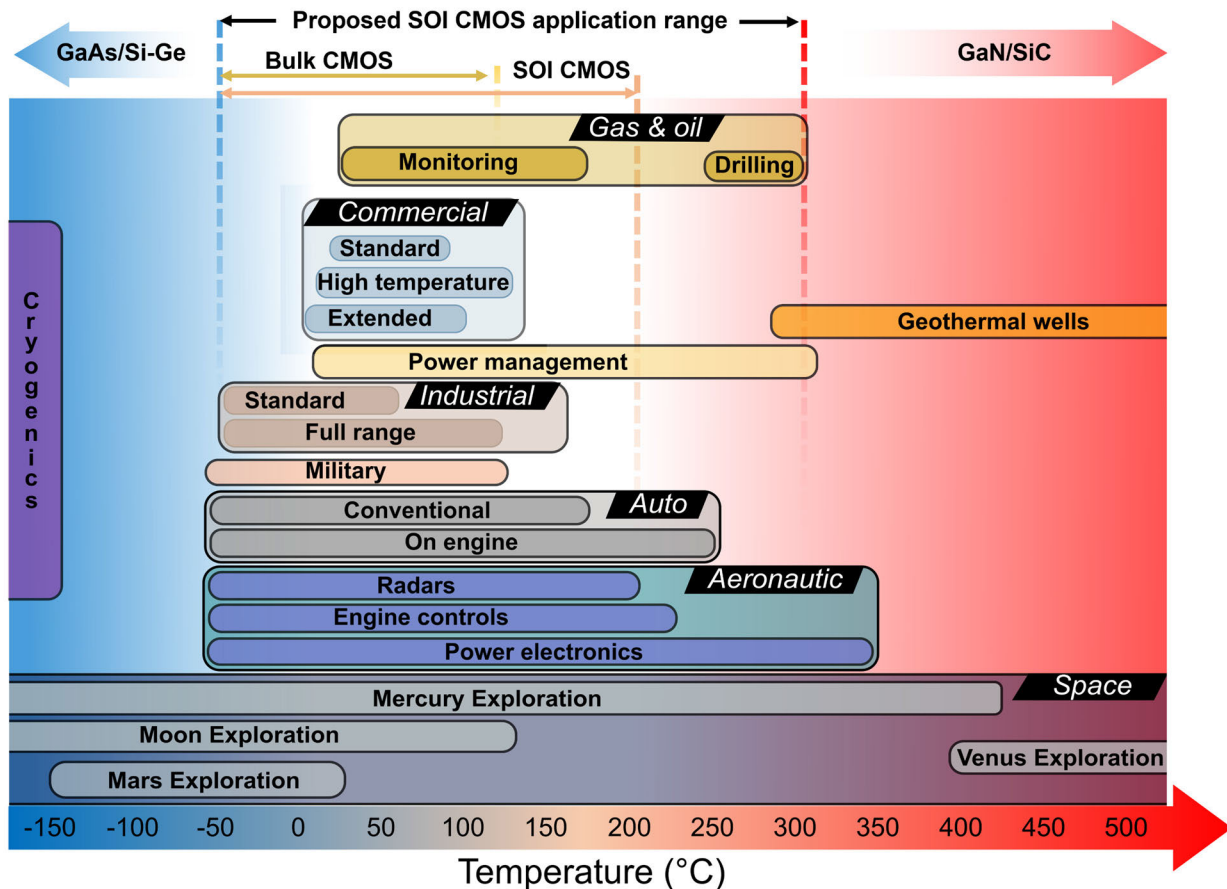 Proposed SOI CMOS application range
GaAs/Si-Ge
GaN/SiC
Bulk CMOS
SOI CMOS
Gas & oil
Monitoring
Drilling
Commercial
Standard
High temperature
Extended
Cryogenics
Geothermal wells
Power management
Industrial
Standard
Full range
Military
Auto
Conventional
On engine
Aeronautic
Radars
Engine controls
Power electronics
Space
Mercury Exploration
Moon Exploration
Venus Exploration
Mars Exploration
-150 -100 -50 0 50 100 150 200 250 300 350 400 450 500
Temperature (°C)